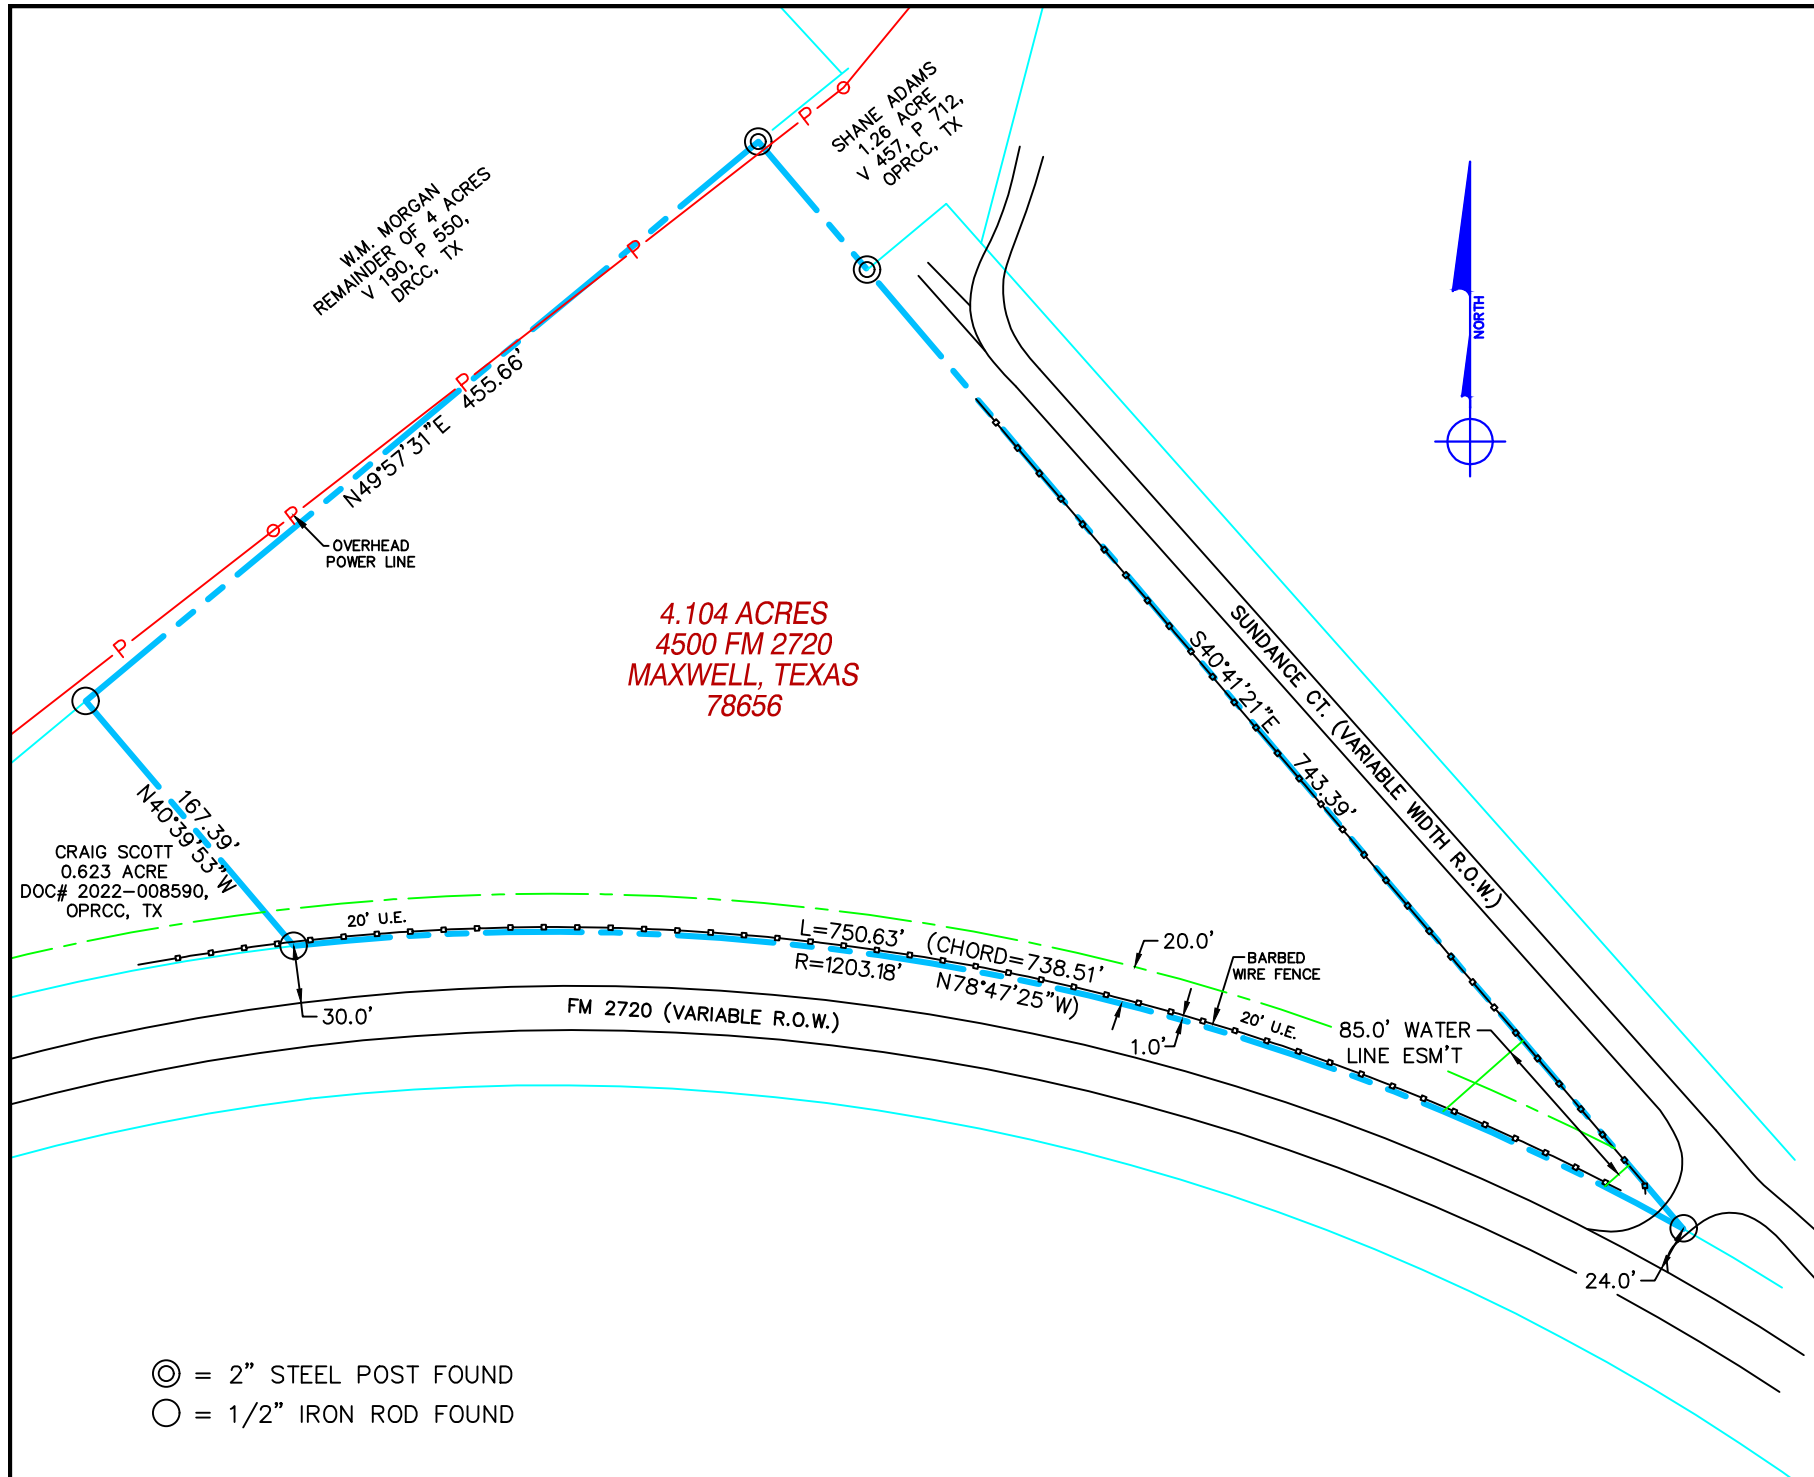 SHANE ADAMS
1.26 ACRE
V 457, P 712,
OPRCC, TX
W.M. MORGAN
REMAINDER OF 4 ACRES
V 190, P 550,
DRCC, TX
NORTH
P
P
P
P
P
N49°57'31"E 455.66'
OVERHEAD
POWER LINE
4.104 ACRES
4500 FM 2720
MAXWELL, TEXAS
78656
SUNDANCE CT. (VARIABLE WIDTH R.O.W.)
S40°41'21"E 743.39'
167.39'
N40°39'53"W
CRAIG SCOTT
0.623 ACRE
DOC# 2022-008590,
OPRCC, TX
20' U.E.
L=750.63' (CHORD=738.51'
R=1203.18' N78°47'25"W)
20.0'
BARBED
WIRE FENCE
30.0'
FM 2720 (VARIABLE R.O.W.)
1.0'
20' U.E.
85.0' WATER
LINE ESM'T
24.0'
= 2" STEEL POST FOUND
= 1/2" IRON ROD FOUND